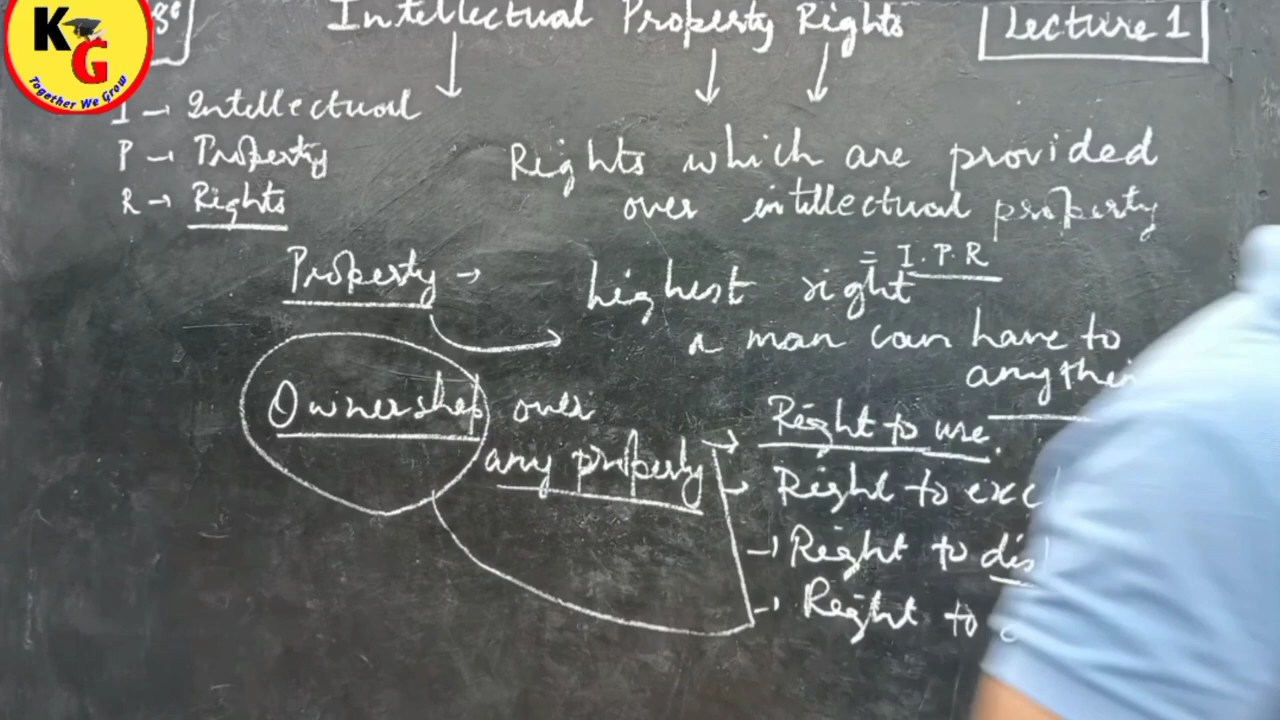 KG
Together We Grow
Intellectual Property Rights
Lecture 1
I → Intellectual
P → Property
R → Rights
Rights which are provided
over intellectual property
= I.P.R
Property →
highest right
a man can have to
Ownership over
any property
→ Right to use.
→ Right to
→ Right to
→ Right to